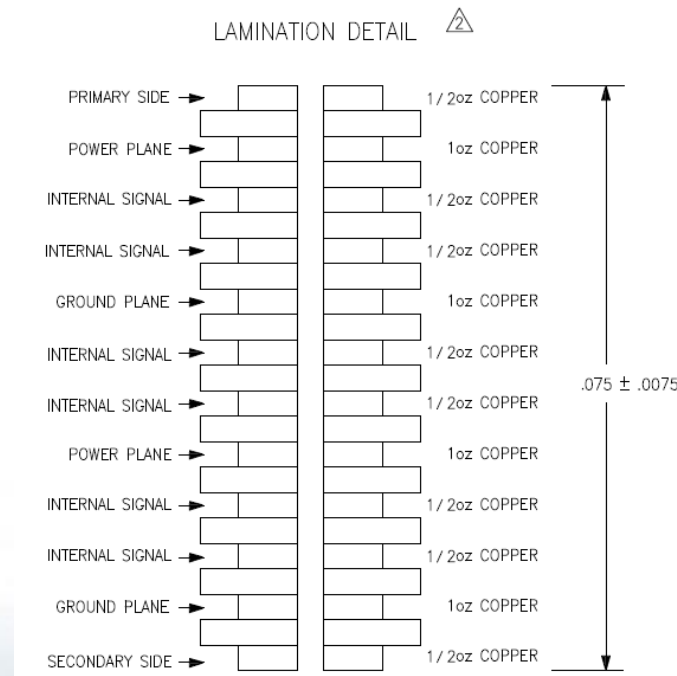 LAMINATION DETAIL 2
PRIMARY SIDE 1/2oz COPPER
POWER PLANE 1oz COPPER
INTERNAL SIGNAL 1/2oz COPPER
INTERNAL SIGNAL 1/2oz COPPER
GROUND PLANE 1oz COPPER
INTERNAL SIGNAL 1/2oz COPPER
.075 ± .0075
INTERNAL SIGNAL 1/2oz COPPER
POWER PLANE 1oz COPPER
INTERNAL SIGNAL 1/2oz COPPER
INTERNAL SIGNAL 1/2oz COPPER
GROUND PLANE 1oz COPPER
SECONDARY SIDE 1/2oz COPPER